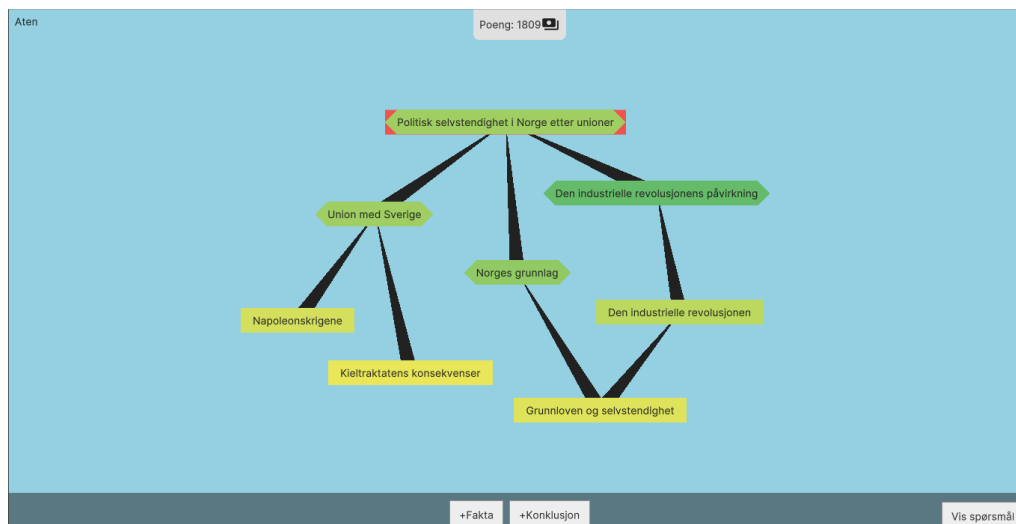 Aten
Poeng: 1809
Politisk selvstendighet i Norge etter unioner
Den industrielle revolusjonens påvirkning
Union med Sverige
Norges grunnlag
Napoleonskrigene
Den industrielle revolusjonen
Kieltraktatens konsekvenser
Grunnloven og selvstendighet
+Fakta
+Konklusjon
Vis spørsmål